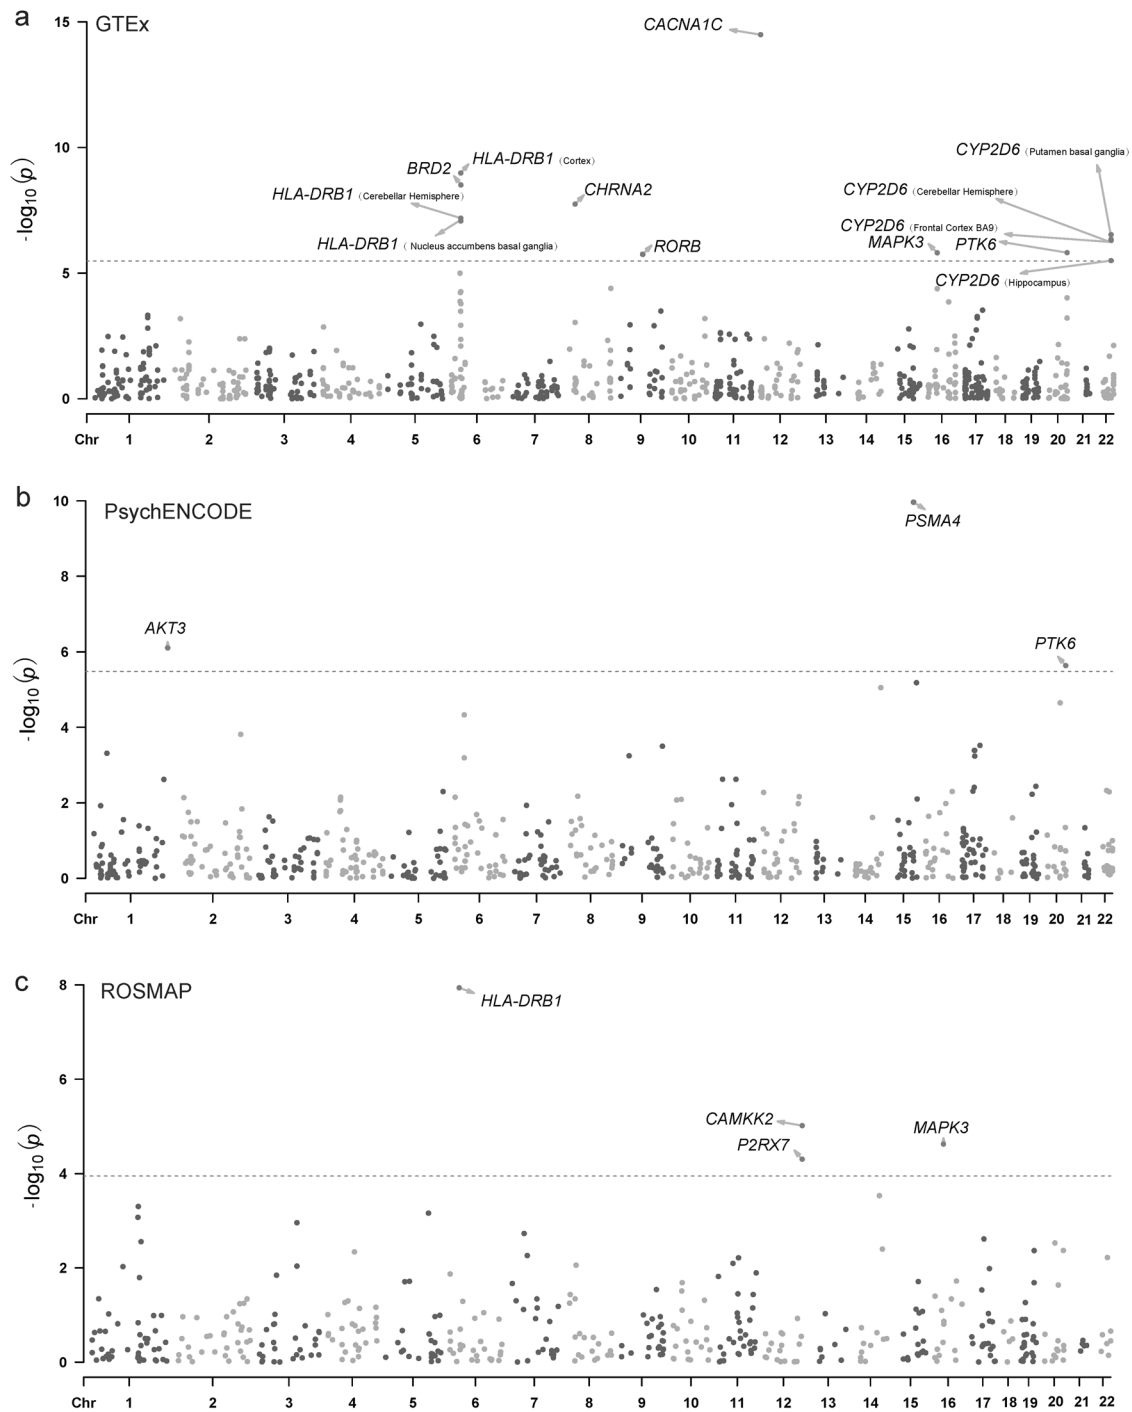 a
GTEx
CACNA1C
HLA-DRB1 (Cortex)
BRD2
HLA-DRB1 (Cerebellar Hemisphere)
HLA-DRB1 ( Nucleus accumbens basal ganglia)
CHRNA2
RORB
CYP2D6 (Putamen basal ganglia)
CYP2D6 (Cerebellar Hemisphere)
CYP2D6 (Frontal Cortex BA9)
MAPK3 PTK6
CYP2D6 (Hippocampus)
-log10(p)
15
10
5
0
Chr 1 2 3 4 5 6 7 8 9 10 11 12 13 14 15 16 17 18 19 20 21 22
b
PsychENCODE
PSMA4
AKT3
PTK6
-log10(p)
10
8
6
4
2
0
Chr 1 2 3 4 5 6 7 8 9 10 11 12 13 14 15 16 17 18 19 20 21 22
c
ROSMAP
HLA-DRB1
CAMKK2
P2RX7
MAPK3
-log10(p)
8
6
4
2
0
Chr 1 2 3 4 5 6 7 8 9 10 11 12 13 14 15 16 17 18 19 20 21 22